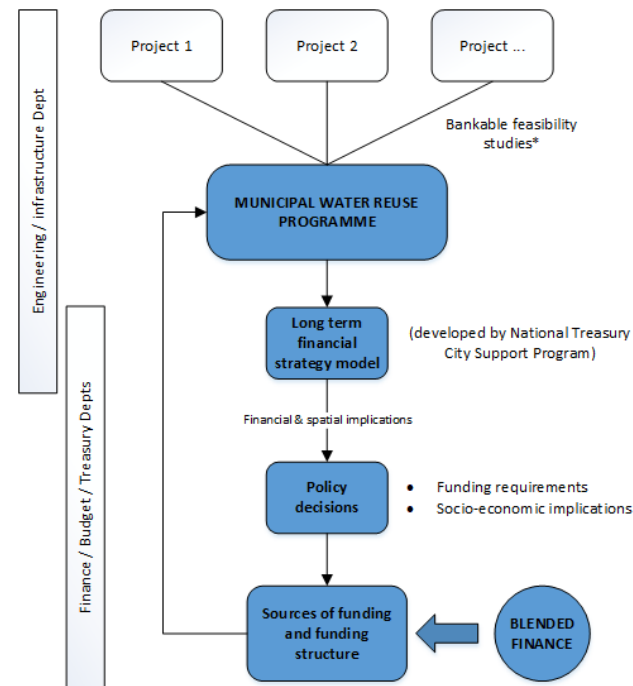 Project 1
Project 2
Project ...
Engineering / infrastructure Dept
Bankable feasibility
studies*
MUNICIPAL WATER REUSE
PROGRAMME
Long term
financial
strategy model
(developed by National Treasury
City Support Program)
Finance / Budget / Treasury Depts
Financial & spatial implications
Policy
decisions
• Funding requirements
• Socio-economic implications
Sources of funding
and funding
structure
BLENDED
FINANCE